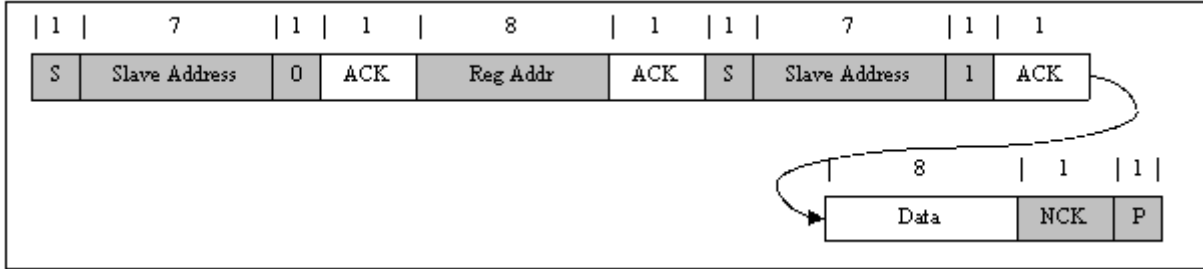 | 1 | 7 | 1 | 1 | 8 | 1 | 1 | 7 | 1 | 1
S Slave Address 0 ACK Reg Addr ACK S Slave Address 1 ACK
| 8 | 1 | 1 |
Data NCK P